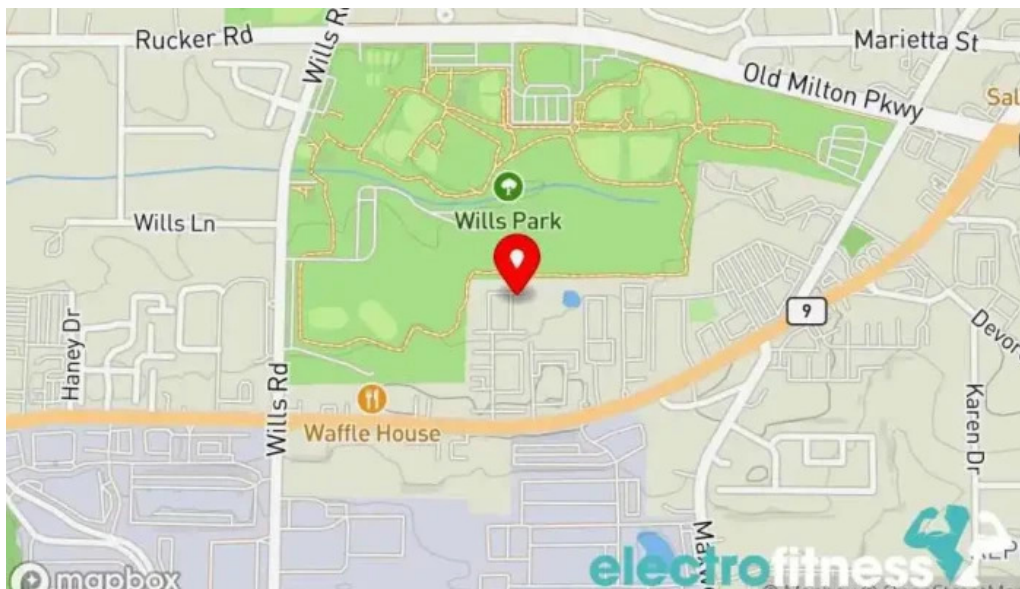 Rucker Rd
Wills Rd
Marietta St
Old Milton Pkwy
Wills Ln
Wills Park
9
Haney Dr
Wills Rd
Waffle House
Karen Dr
electrofitness
mapbox